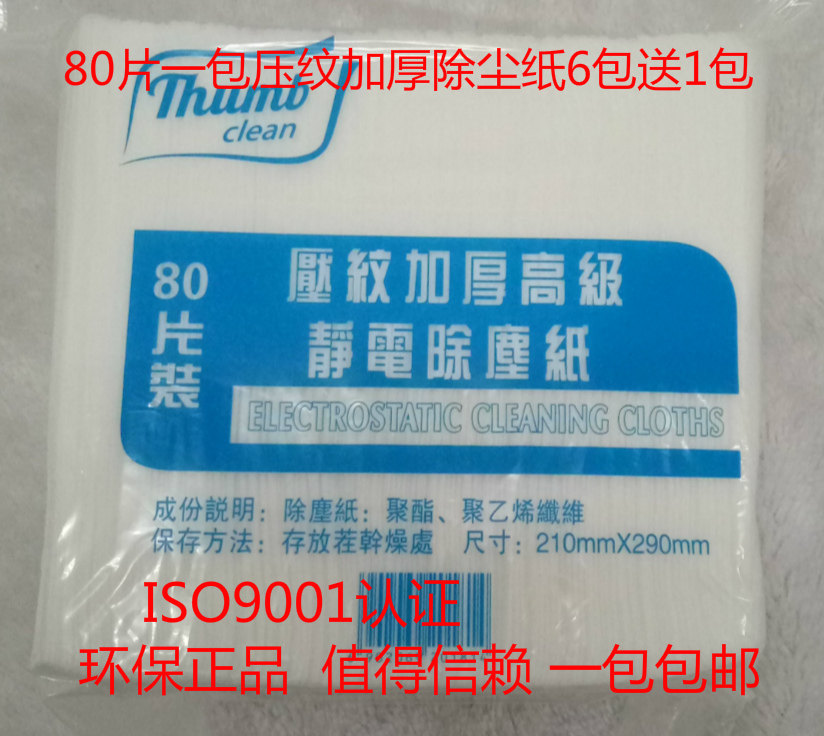 80片一包压纹加厚除尘纸6包送1包
Thumb
clean
80片裝
壓紋加厚高級
靜電除塵紙
ELECTROSTATIC CLEANING CLOTHS
成份説明：除塵紙：聚酯、聚乙烯纖維
保存方法：存放茬幹燥處 尺寸：210mmX290mm
ISO9001认证
环保正品 值得信赖 一包包邮